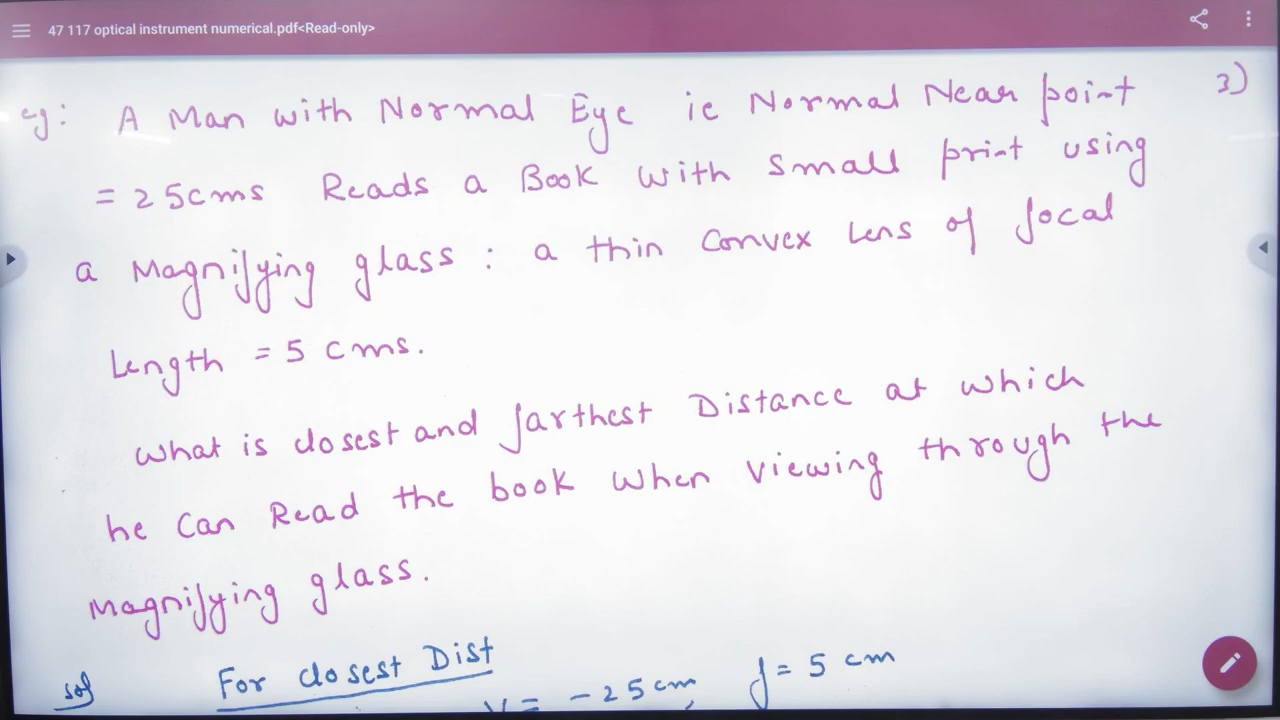 47 117 optical instrument numerical.pdf<Read-only>
eg: A Man with Normal Eye ie Normal Near point 3)
= 25cms Reads a Book with small print using
a Magnifying glass : a thin Convex Lens of focal
Length = 5 cms.
What is closest and farthest Distance at which
he Can Read the book when viewing through the
Magnifying glass.
sol For closest Dist
v = -25 cm, f = 5 cm